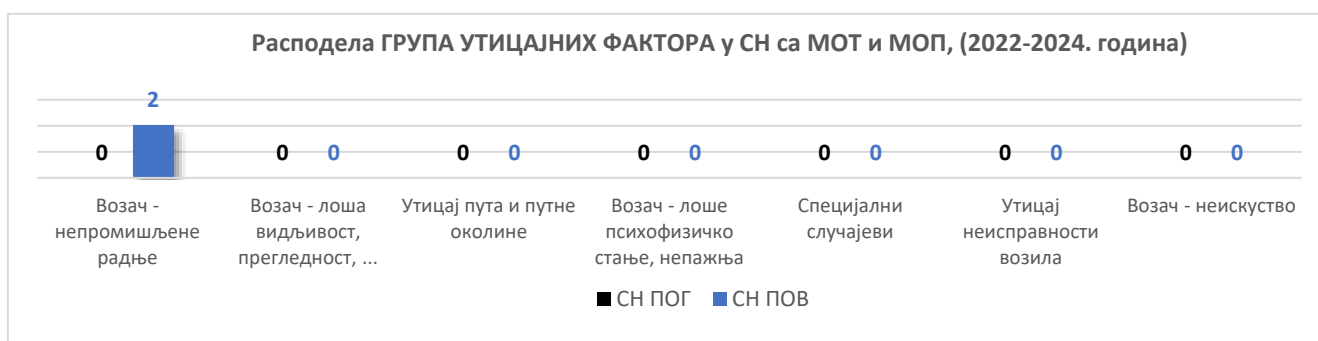 Расподела ГРУПА УТИЦАЈНИХ ФАКТОРА у СН са МОТ и МОП, (2022-2024. година)
2
0
0 0
0 0
0 0
0 0
0 0
0 0
Возач -
непромишљене
радње
Возач - лоша
видљивост,
прегледност, ...
Утицај пута и путне
околине
Возач - лоше
психофизичко
стање, непажња
Специјални
случајеви
Утицај
неисправности
возила
Возач - неискуство
СН ПОГ СН ПОВ